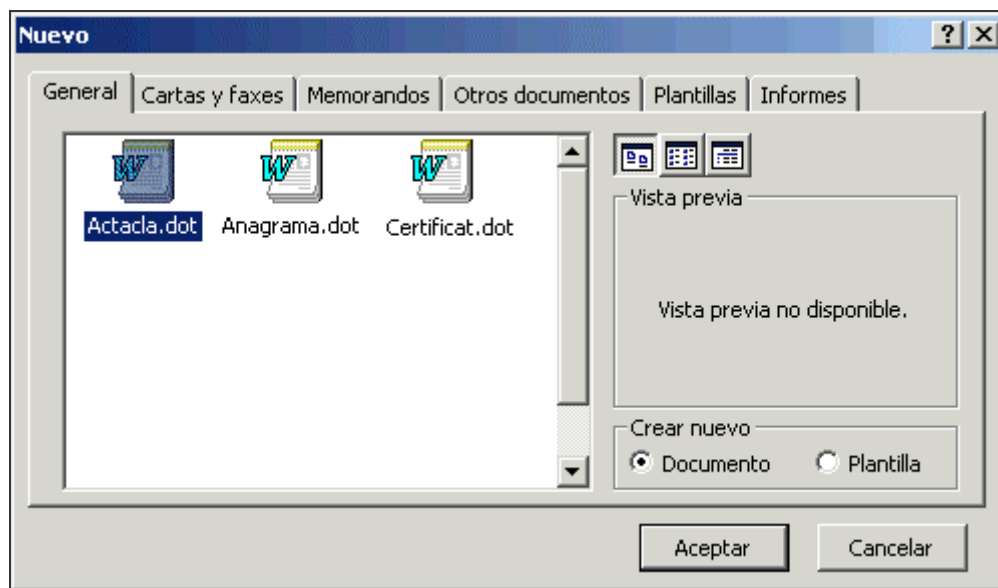 Nuevo
General Cartas y faxes Memorandos Otros documentos Plantillas Informes
Actacla.dot Anagrama.dot Certificat.dot
Vista previa
Vista previa no disponible.
Crear nuevo
Documento Plantilla
Aceptar Cancelar